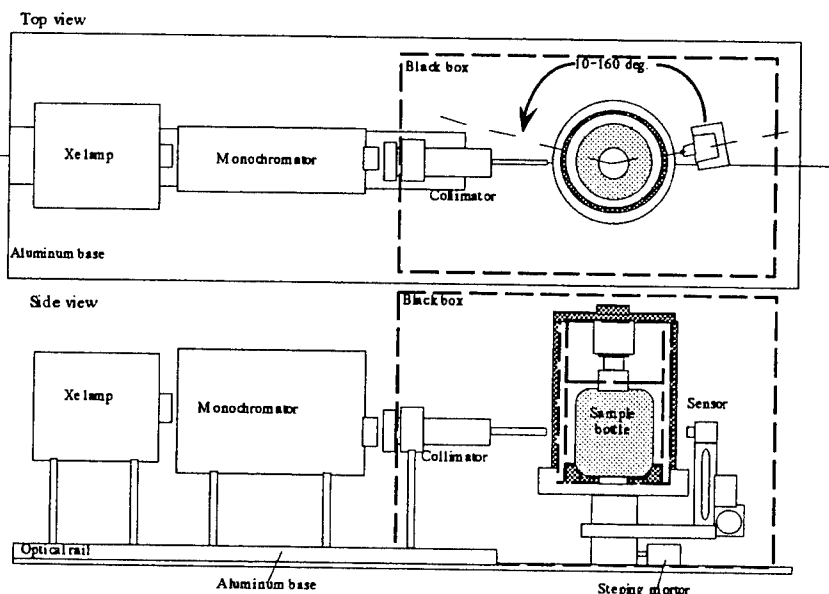 Top view
Black box
10-160 deg.
Xe lamp
Monochromator
Collimator
Aluminum base
Side view
Black box
Xe lamp
Monochromator
Sample
bottle
Sensor
Collimator
Optical rail
Aluminum base
Steping mortor